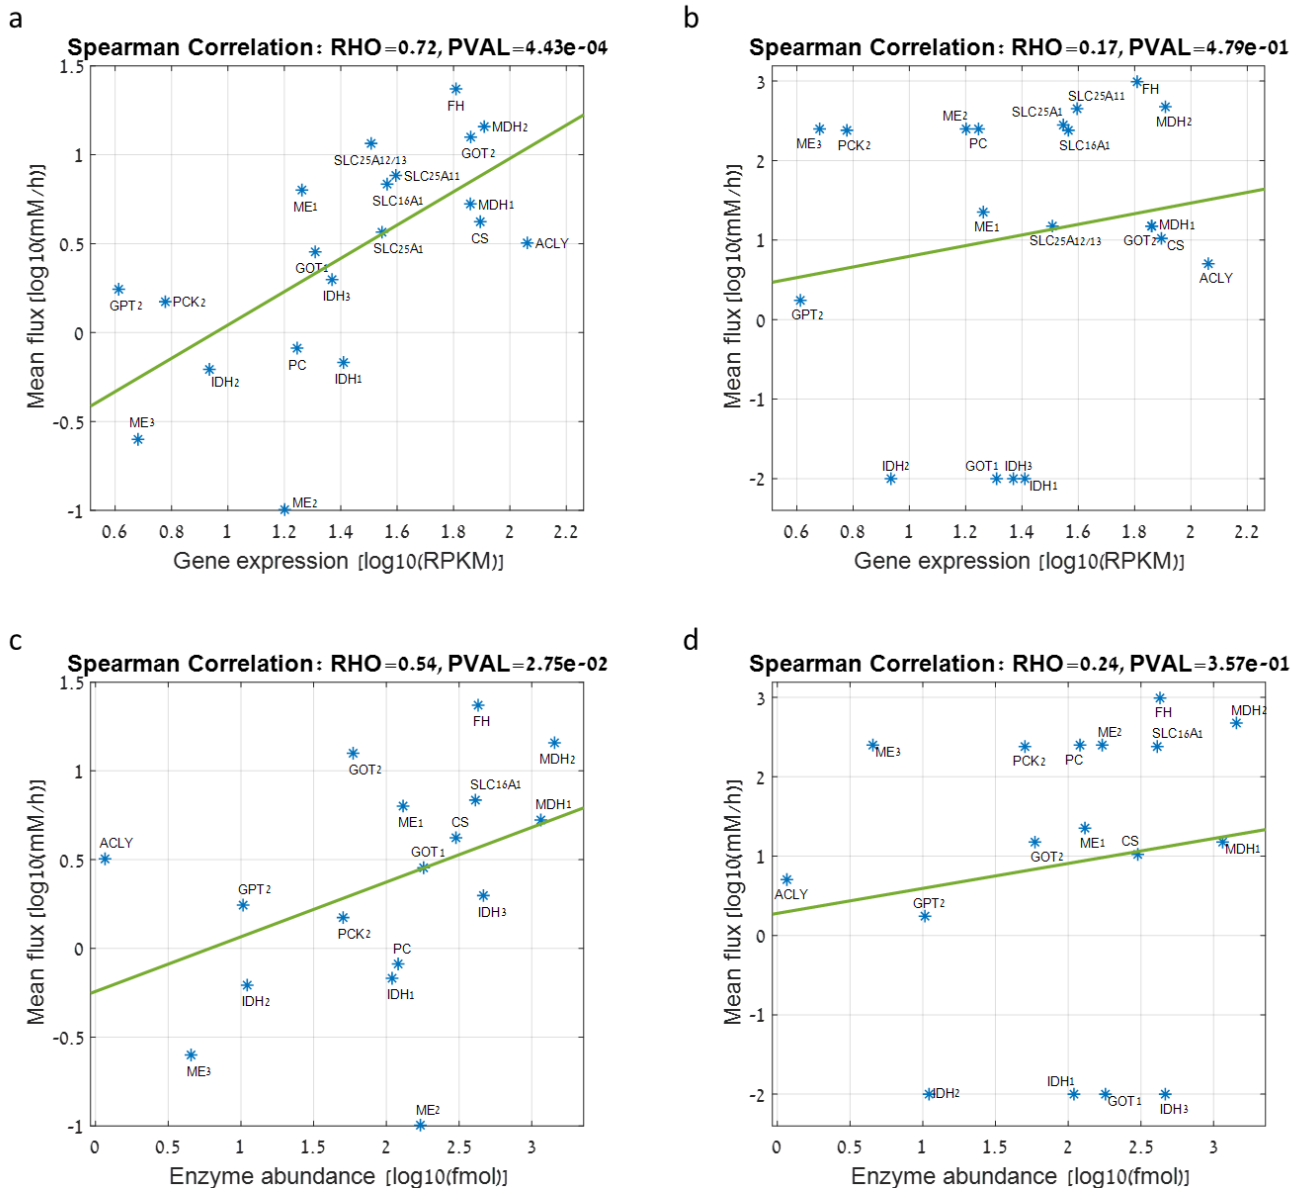 a
Spearman Correlation: RHO=0.72, PVAL=4.43e-04
1.5
1
0.5
0
-0.5
-1
Mean flux [log10(mM/h)]
FH
MDH2
GOT2
SLC25A12/13
SLC25A11
SLC16A1
ME1
MDH1
CS
ACLY
SLC25A1
GOT1
IDH3
GPT2
PCK2
PC
IDH1
IDH2
ME3
ME2
0.6 0.8 1 1.2 1.4 1.6 1.8 2 2.2
Gene expression [log10(RPKM)]
b
Spearman Correlation: RHO=0.17, PVAL=4.79e-01
3
2
1
0
-1
-2
Mean flux [log10(mM/h)]
FH
SLC25A11
SLC25A1
MDH2
ME2
ME3
PCK2
PC
SLC16A1
ME1
SLC25A12/13
MDH1
GOT2
CS
ACLY
GPT2
IDH2
GOT1
IDH3
IDH1
0.6 0.8 1 1.2 1.4 1.6 1.8 2 2.2
Gene expression [log10(RPKM)]
c
Spearman Correlation: RHO=0.54, PVAL=2.75e-02
1.5
1
0.5
0
-0.5
-1
Mean flux [log10(mM/h)]
FH
MDH2
GOT2
SLC16A1
ME1
CS
MDH1
ACLY
GOT1
GPT2
IDH3
PCK2
PC
IDH2
IDH1
ME3
ME2
0 0.5 1 1.5 2 2.5 3
Enzyme abundance [log10(fmol)]
d
Spearman Correlation: RHO=0.24, PVAL=3.57e-01
3
2
1
0
-1
-2
Mean flux [log10(mM/h)]
FH
MDH2
ME3
PCK2
PC
ME2
SLC16A1
GOT2
ME1
CS
MDH1
ACLY
GPT2
IDH2
IDH1
GOT1
IDH3
0 0.5 1 1.5 2 2.5 3
Enzyme abundance [log10(fmol)]